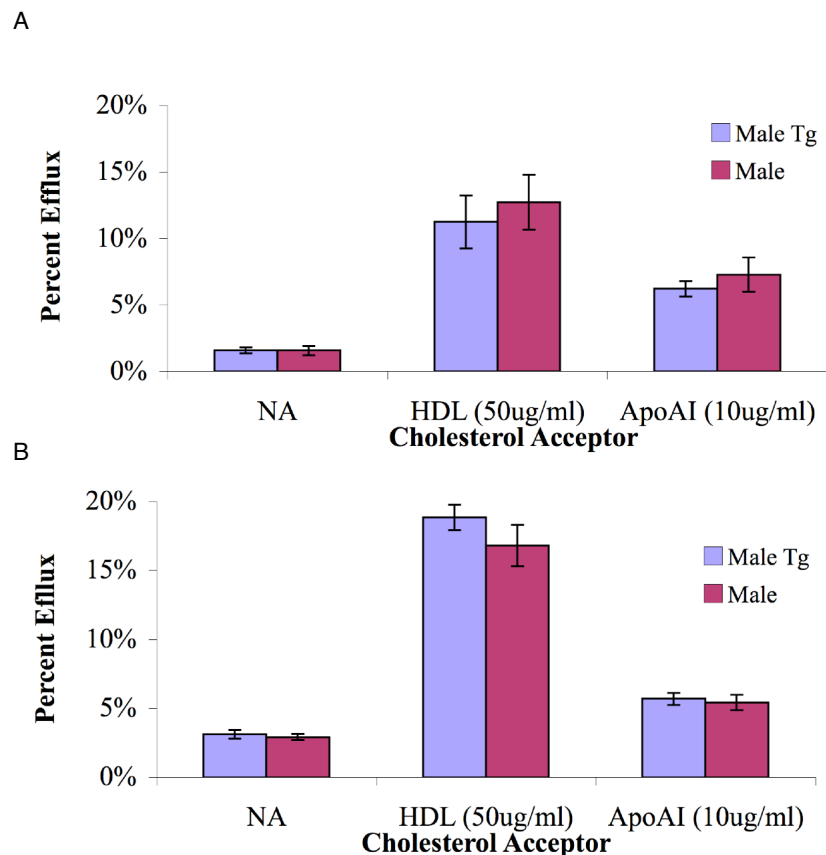 A
Percent Efflux
20%
15%
10%
5%
0%
Male Tg
Male
NA
HDL (50ug/ml)
ApoAI (10ug/ml)
Cholesterol Acceptor
B
Percent Efllux
20%
15%
10%
5%
0%
Male Tg
Male
NA
HDL (50ug/ml)
ApoAI (10ug/ml)
Cholesterol Acceptor